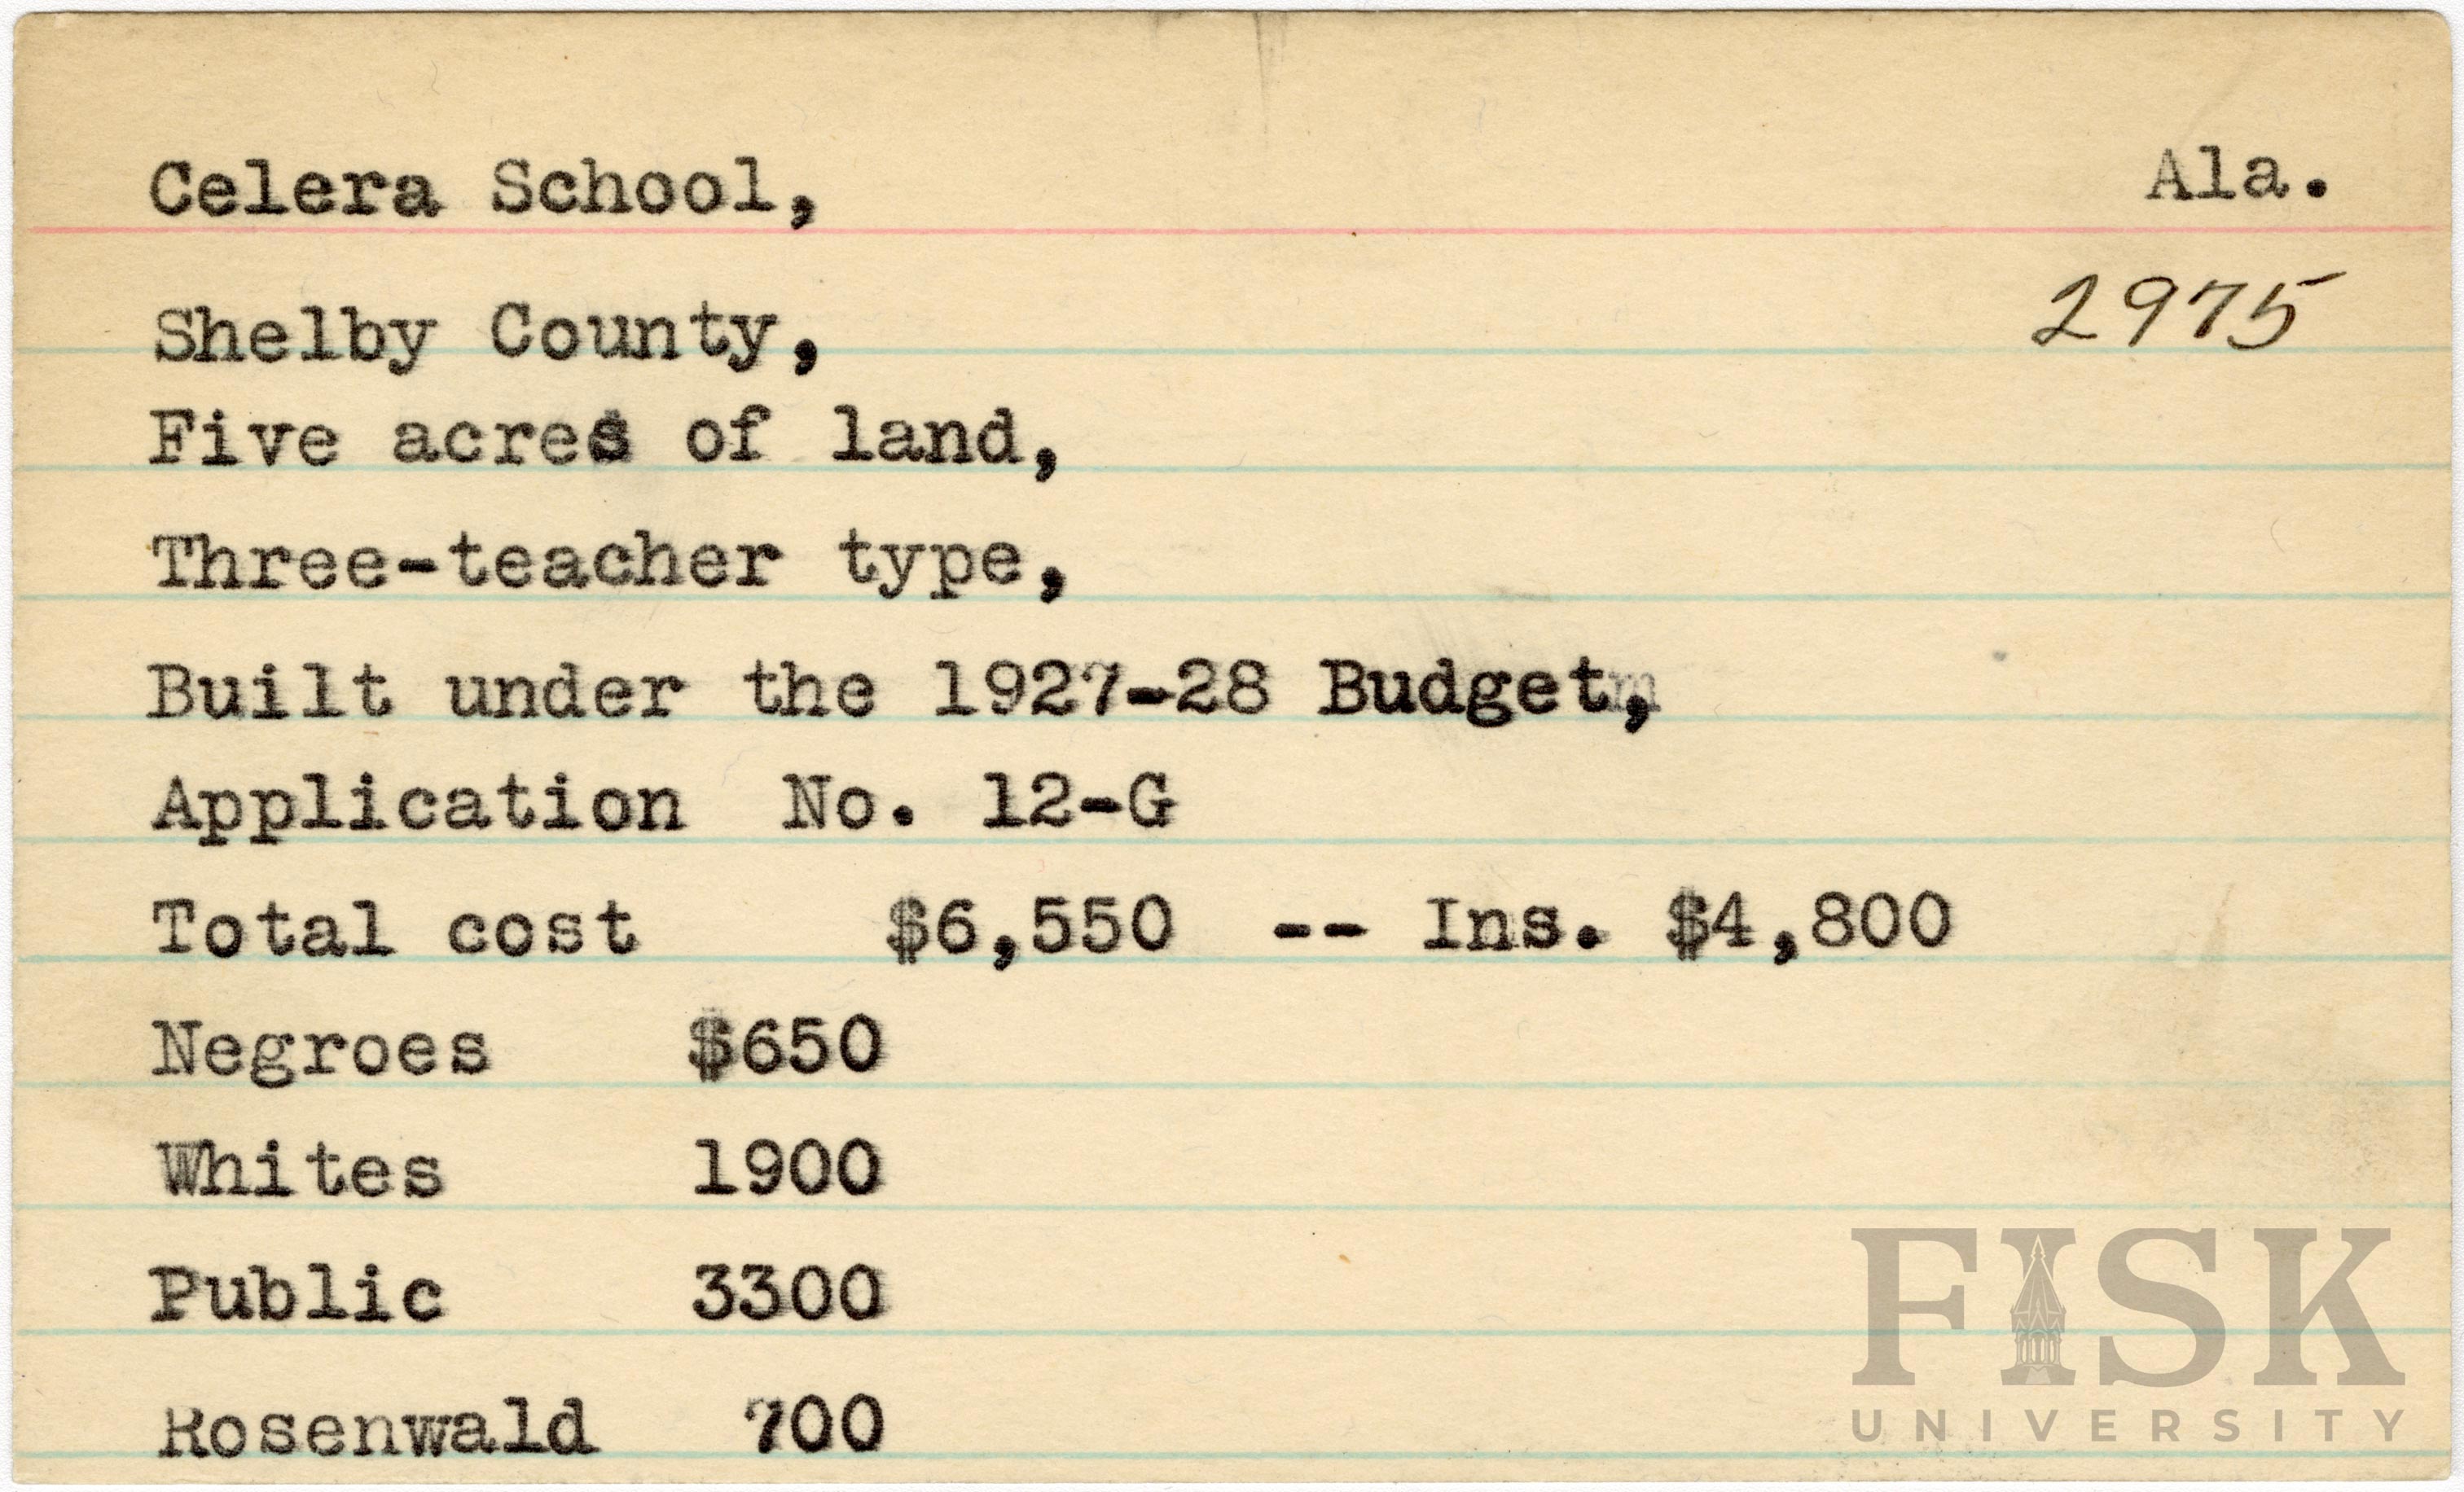 Celera School, Ala.
2975
Shelby County,
Five acres of land,
Three-teacher type,
Built under the 1927-28 Budget,
Application No. 12-G
Total cost $6,550 -- Ins. $4,800
Negroes $650
Whites 1900
Public 3300
Rosenwald 700
FISK
UNIVERSITY